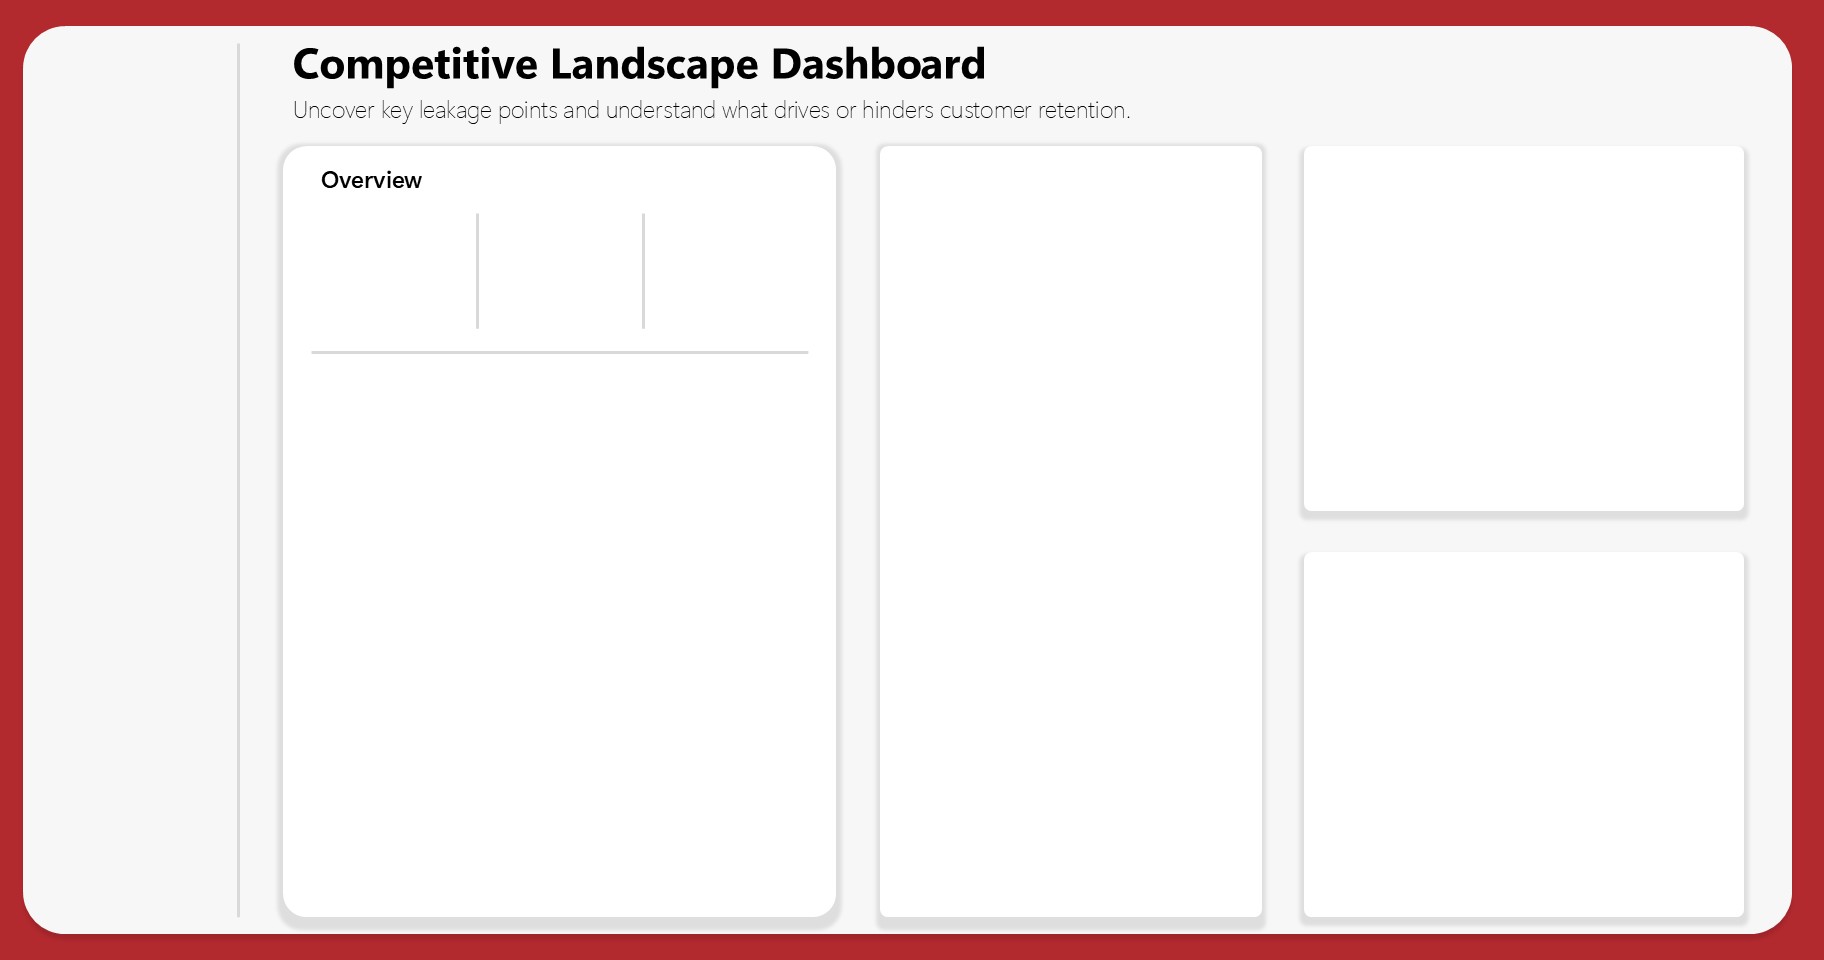 Competitive Landscape Dashboard
Uncover key leakage points and understand what drives or hinders customer retention.
Overview